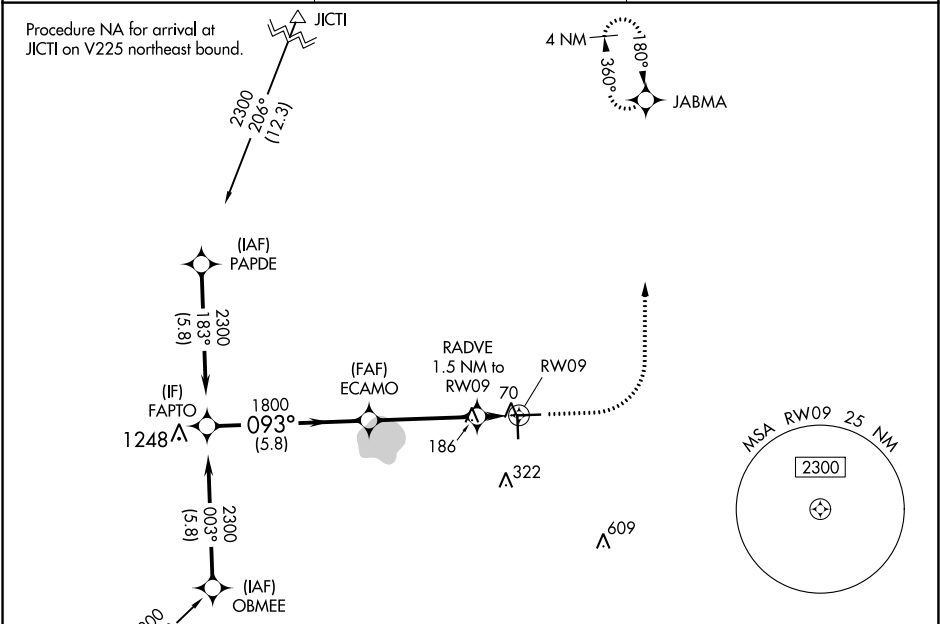 Procedure NA for arrival at
JICTI on V225 northeast bound.
JICTI
2300
206°
(12.3)
4 NM
360°
180°
JABMA
(IAF)
PAPDE
2300
183°
(5.8)
(IF)
FAPTO
1248
1800
093°
(5.8)
(FAF)
ECAMO
RADVE
1.5 NM to
RW09
70
RW09
186
322
609
2300
003°
(5.8)
(IAF)
OBMEE
MSA RW09 25 NM
2300